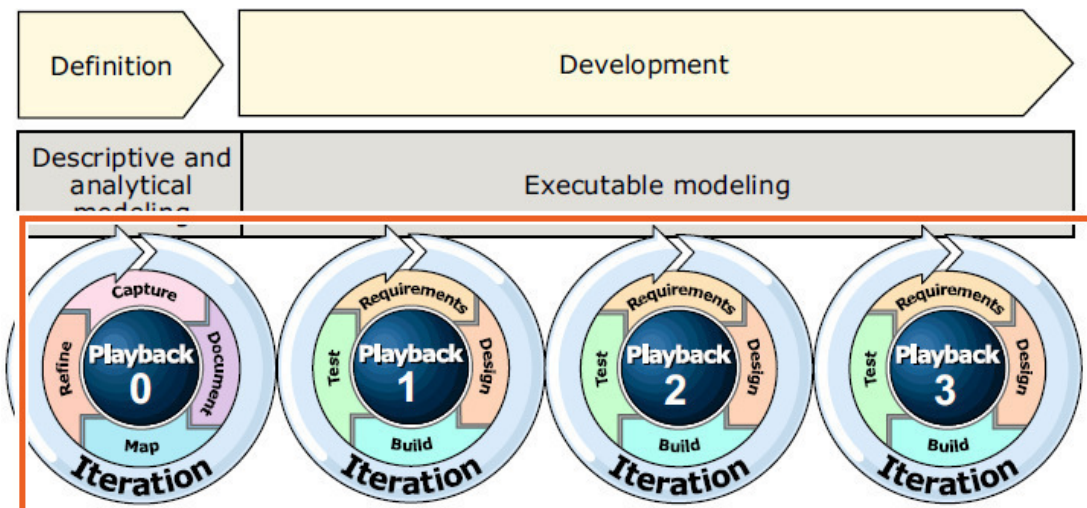 Definition
Development
Descriptive and
analytical
modeling
Executable modeling
Capture
Document
Map
Refine
Playback
0
Iteration
Requirements
Design
Build
Test
Playback
1
Iteration
Requirements
Design
Build
Test
Playback
2
Iteration
Requirements
Design
Build
Test
Playback
3
Iteration